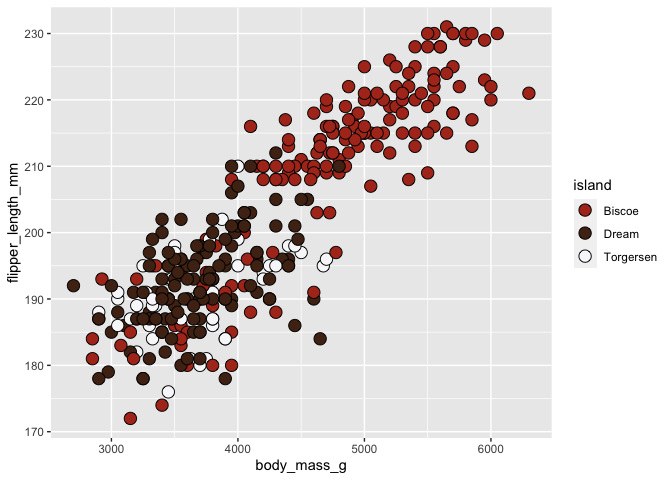 230
220
210
200
190
180
170
flipper_length_mm
3000
4000
5000
6000
body_mass_g
island
Biscoe
Dream
Torgersen